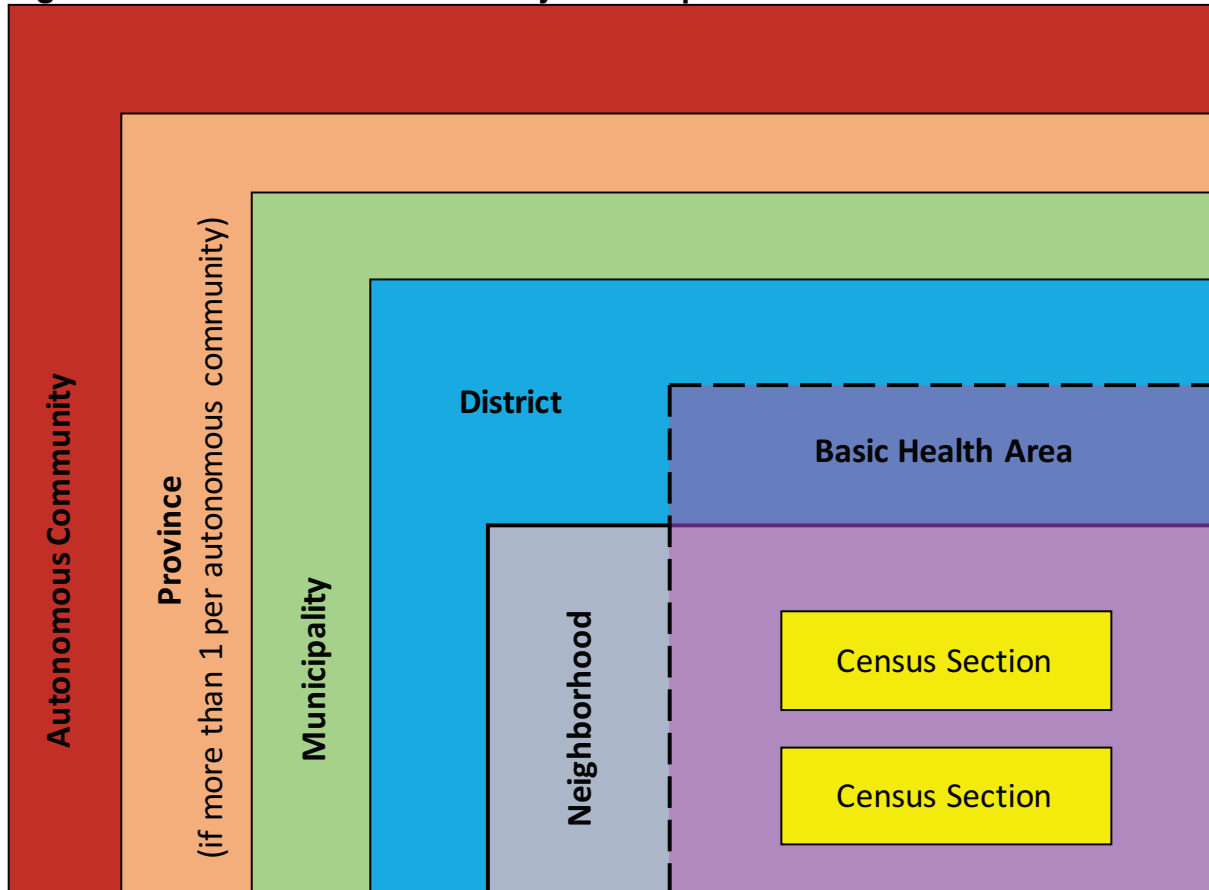 Autonomous Community
Province
(if more than 1 per autonomous community)
Municipality
District
Basic Health Area
Neighborhood
Census Section
Census Section